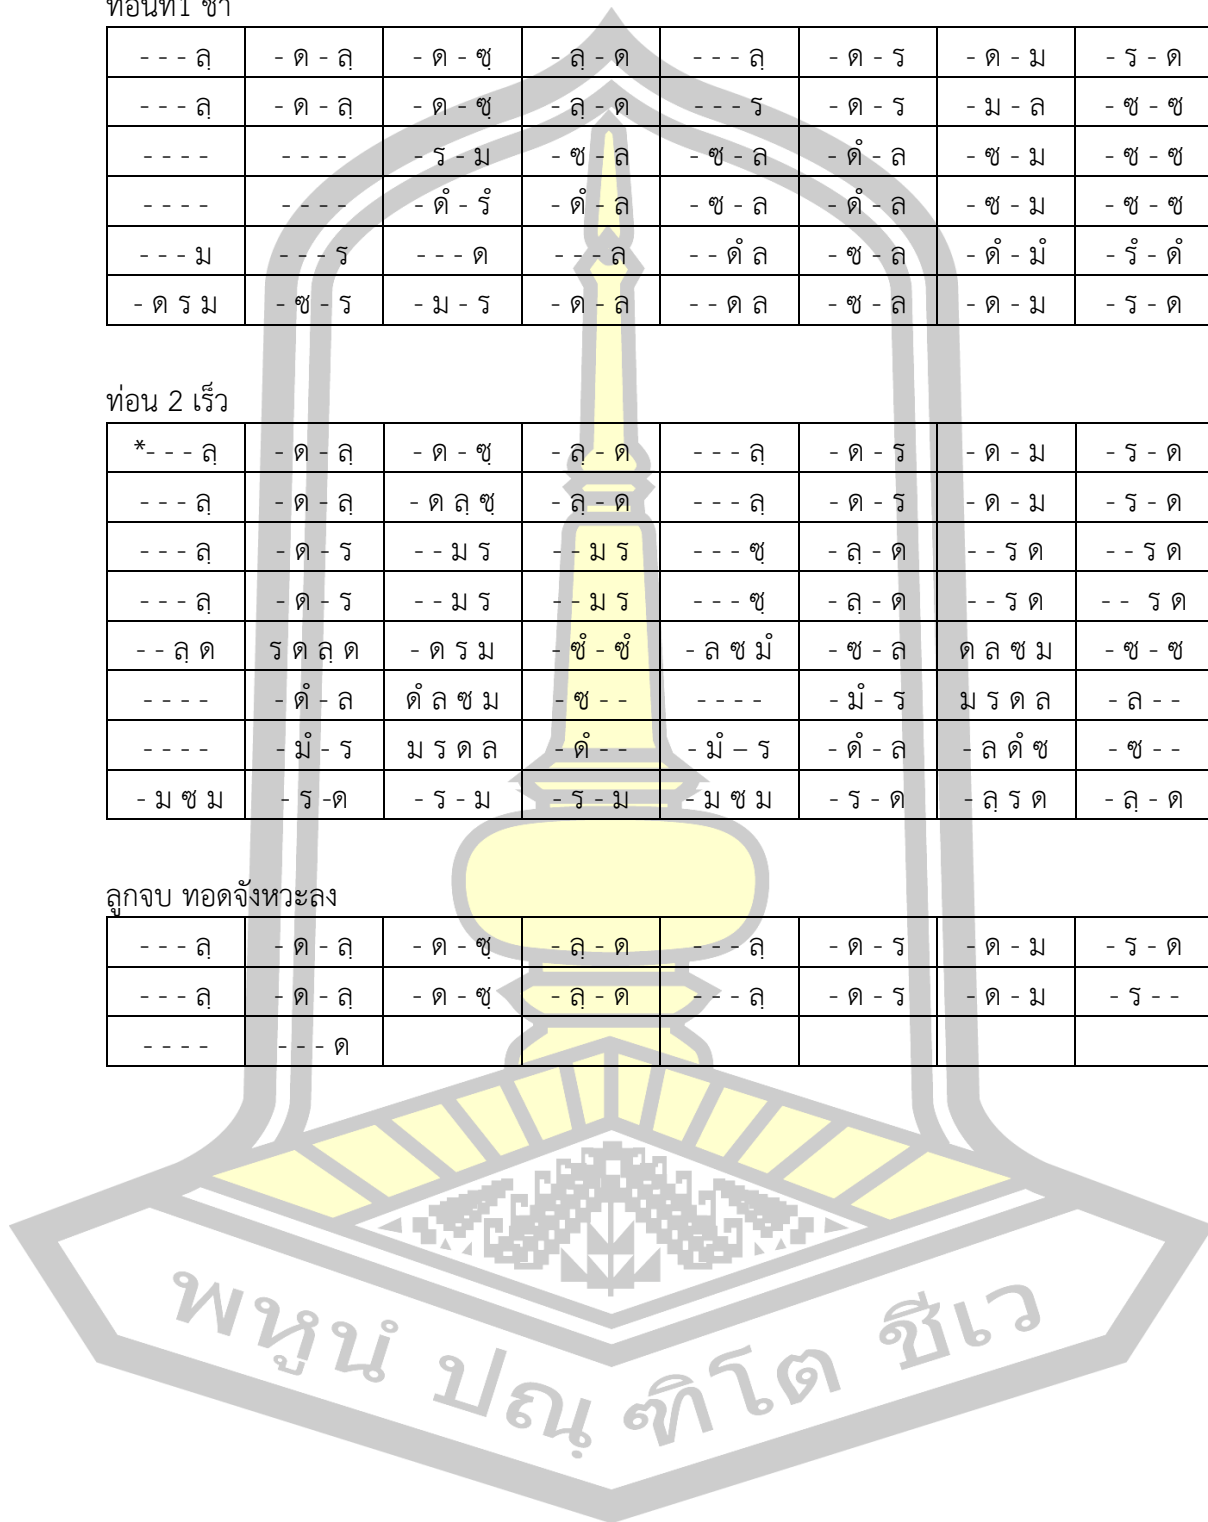 ท่อนที่1 ช้า
- - - ลฺ | - ด - ลฺ | - ด - ซฺ | - ลฺ - ด | - - - ลฺ | - ด - ร | - ด - ม | - ร - ด
- - - ลฺ | - ด - ลฺ | - ด - ซฺ | - ลฺ - ด | - - - ร | - ด - ร | - ม - ล | - ซ - ซ
- - - - | - - - - | - ร - ม | - ซ - ล | - ซ - ล | - ดํ - ล | - ซ - ม | - ซ - ซ
- - - - | - - - - | - ดํ - รํ | - ดํ - ล | - ซ - ล | - ดํ - ล | - ซ - ม | - ซ - ซ
- - - ม | - - - ร | - - - ด | - - - ล | - - ดํ ล | - ซ - ล | - ดํ - มํ | - รํ - ดํ
- ด ร ม | - ซ - ร | - ม - ร | - ด - ล | - - ด ล | - ซ - ล | - ด - ม | - ร - ด
ท่อน 2 เร็ว
*- - - ลฺ | - ด - ลฺ | - ด - ซฺ | - ลฺ - ด | - - - ลฺ | - ด - ร | - ด - ม | - ร - ด
- - - ลฺ | - ด - ลฺ | - ด ลฺ ซฺ | - ลฺ - ด | - - - ลฺ | - ด - ร | - ด - ม | - ร - ด
- - - ลฺ | - ด - ร | - - ม ร | - - ม ร | - - - ซฺ | - ลฺ - ด | - - ร ด | - - ร ด
- - - ลฺ | - ด - ร | - - ม ร | - - ม ร | - - - ซฺ | - ลฺ - ด | - - ร ด | - - ร ด
- - ลฺ ด | ร ด ลฺ ด | - ด ร ม | - ซํ - ซํ | - ล ซ มํ | - ซ - ล | ด ล ซ ม | - ซ - ซ
- - - - | - ดํ - ล | ดํ ล ซ ม | - ซ - - | - - - - | - มํ - ร | ม ร ด ล | - ล - -
- - - - | - มํ - ร | ม ร ด ล | - ดํ - - | - มํ – ร | - ดํ - ล | - ล ดํ ซ | - ซ - -
- ม ซ ม | - ร -ด | - ร - ม | - ร - ม | - ม ซ ม | - ร - ด | - ลฺ ร ด | - ลฺ - ด
ลูกจบ ทอดจังหวะลง
- - - ลฺ | - ด - ลฺ | - ด - ซฺ | - ลฺ - ด | - - - ลฺ | - ด - ร | - ด - ม | - ร - ด
- - - ลฺ | - ด - ลฺ | - ด - ซฺ | - ลฺ - ด | - - - ลฺ | - ด - ร | - ด - ม | - ร - -
- - - - | - - - ด
พหูนํ ปณฺฑิโต ชีเว